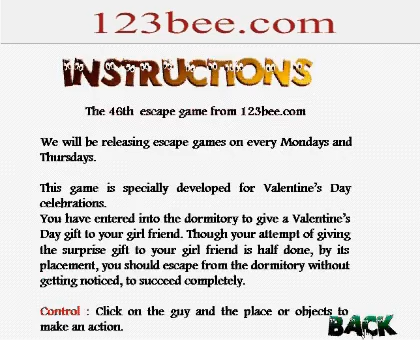 123bee.com
INSTRUCTIONS
The 46th escape game from 123bee.com
We will be releasing escape games on every Mondays and
Thursdays.
This game is specially developed for Valentine's Day
celebrations.
You have entered into the dormitory to give a Valentine's
Day gift to your girl friend. Though your attempt of giving
the surprise gift to your girl friend is half done, by its
placement, you should escape from the dormitory without
getting noticed, to succeed completely.
Control : Click on the guy and the place or objects to
make an action.
BACK